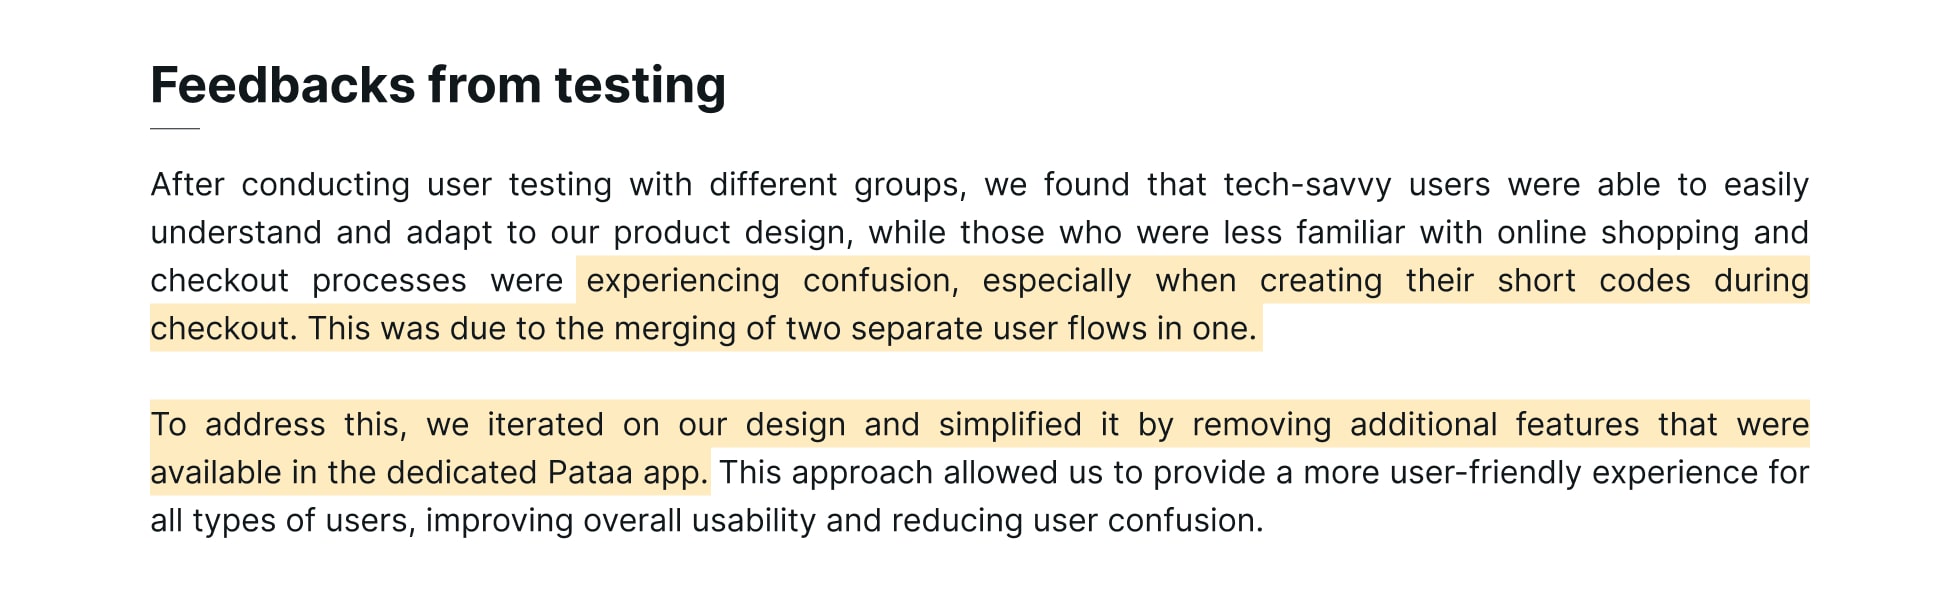 Feedbacks from testing
After conducting user testing with different groups, we found that tech-savvy users were able to easily
understand and adapt to our product design, while those who were less familiar with online shopping and
checkout processes were experiencing confusion, especially when creating their short codes during
checkout. This was due to the merging of two separate user flows in one.
To address this, we iterated on our design and simplified it by removing additional features that were
available in the dedicated Pataa app. This approach allowed us to provide a more user-friendly experience for
all types of users, improving overall usability and reducing user confusion.